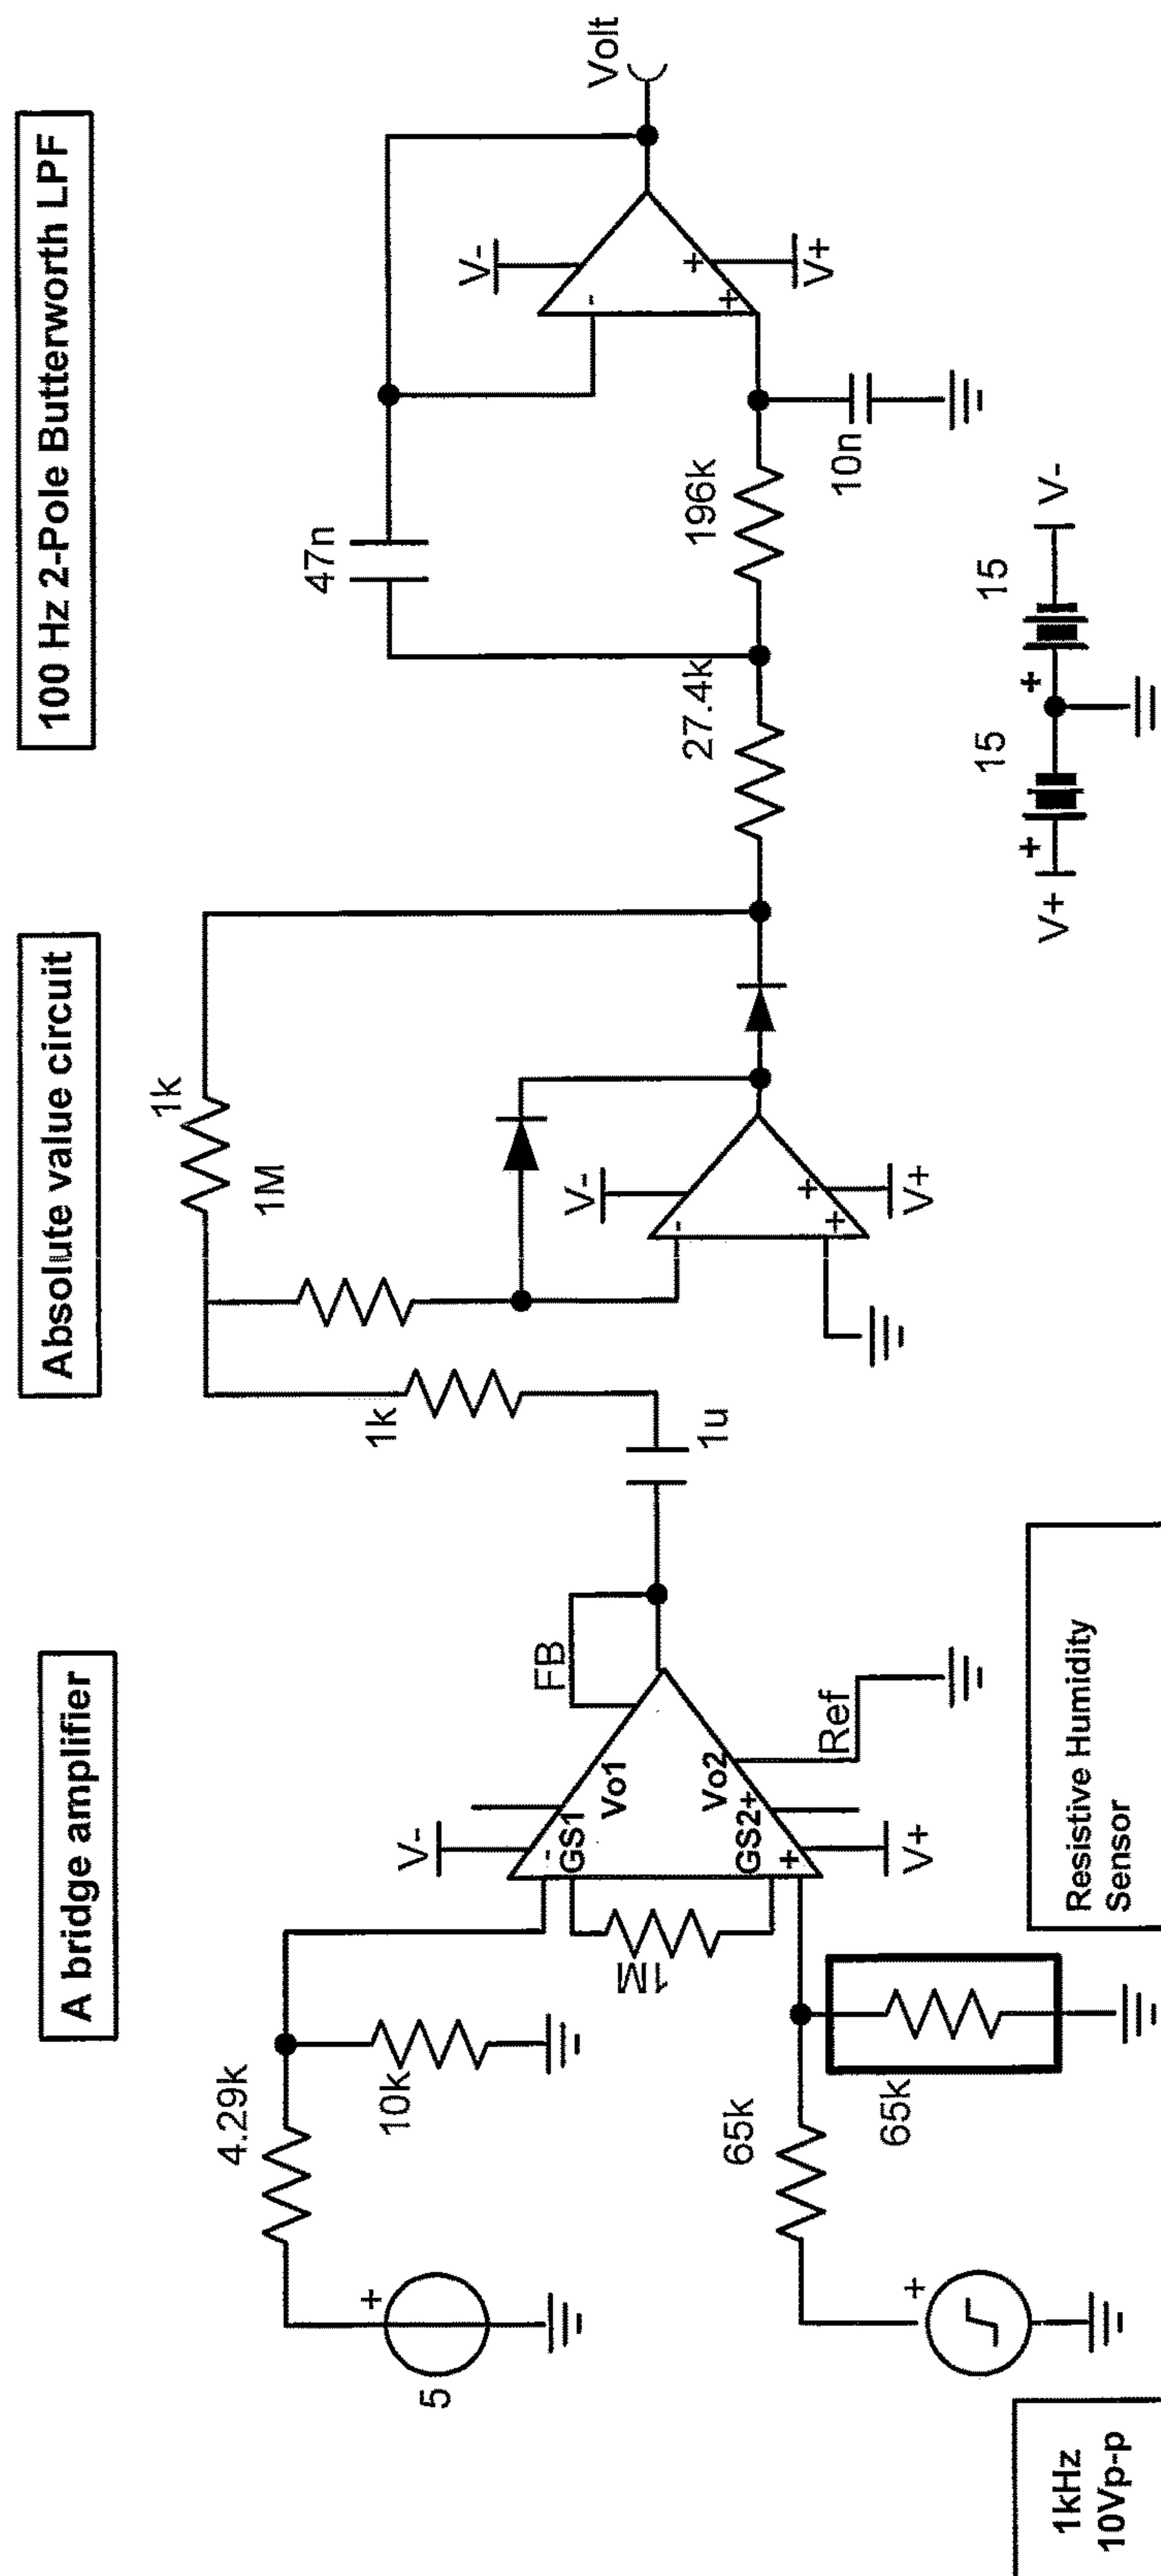 A bridge amplifier
Absolute value circuit
100 Hz 2-Pole Butterworth LPF
5
+
4.29k
10k
V-
-
GS1
Vo1
FB
1M
GS2+
Vo2
+
V+
Ref
65k
65k
+
1kHz
10Vp-p
Resistive Humidity
Sensor
1k
1u
1k
1M
V-
-
+
+
V+
27.4k
47n
196k
10n
V-
-
+
+
V+
Volt
V+
+
15
+
15
V-